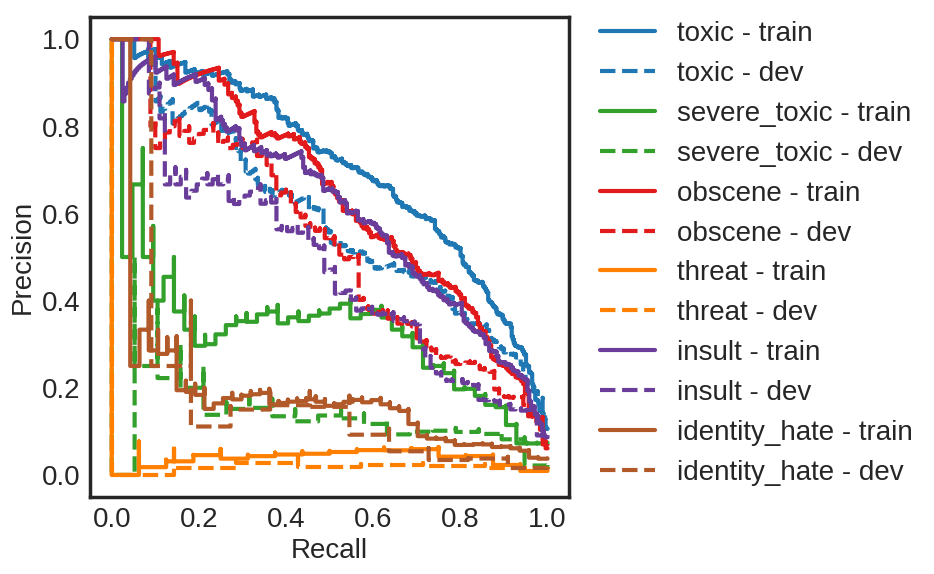 1.0
0.8
0.6
0.4
0.2
0.0
Precision
0.0 0.2 0.4 0.6 0.8 1.0
Recall
toxic - train
toxic - dev
severe_toxic - train
severe_toxic - dev
obscene - train
obscene - dev
threat - train
threat - dev
insult - train
insult - dev
identity_hate - train
identity_hate - dev